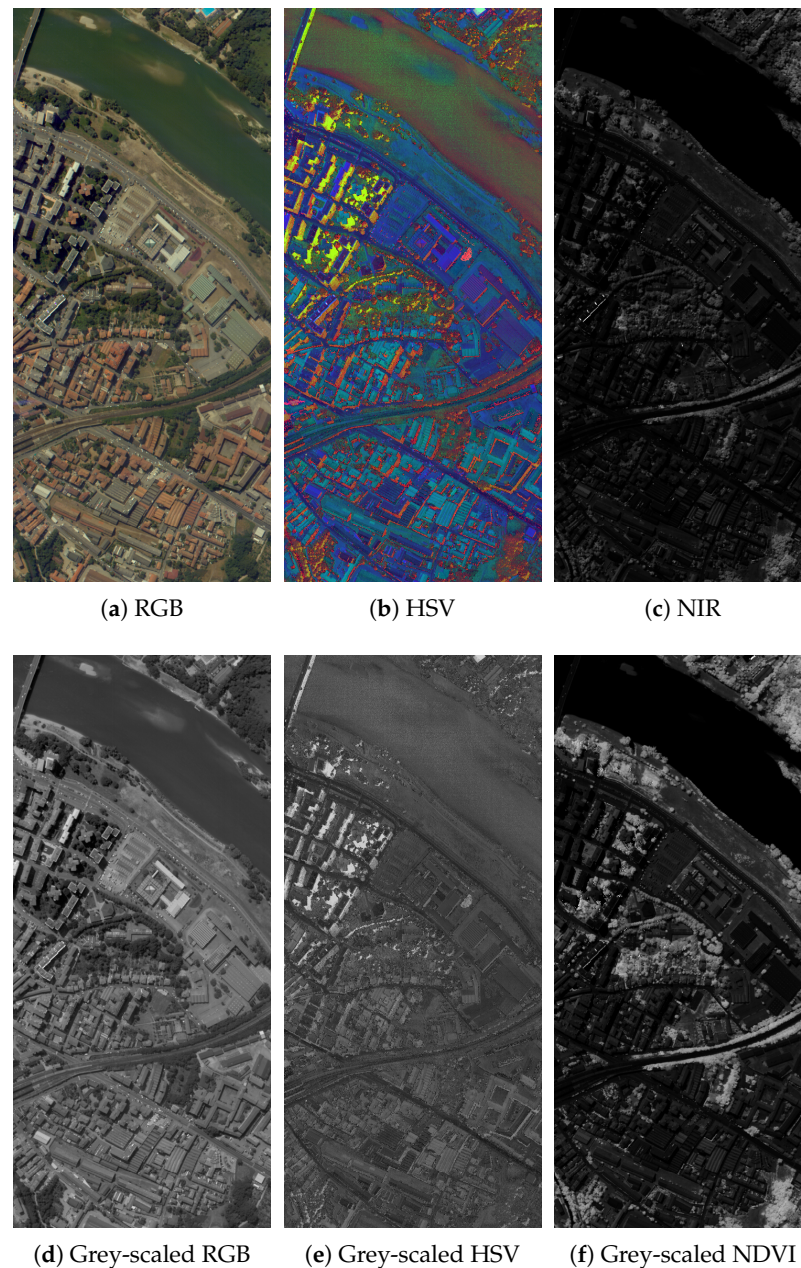 (a) RGB
(b) HSV
(c) NIR
(d) Grey-scaled RGB
(e) Grey-scaled HSV
(f) Grey-scaled NDVI